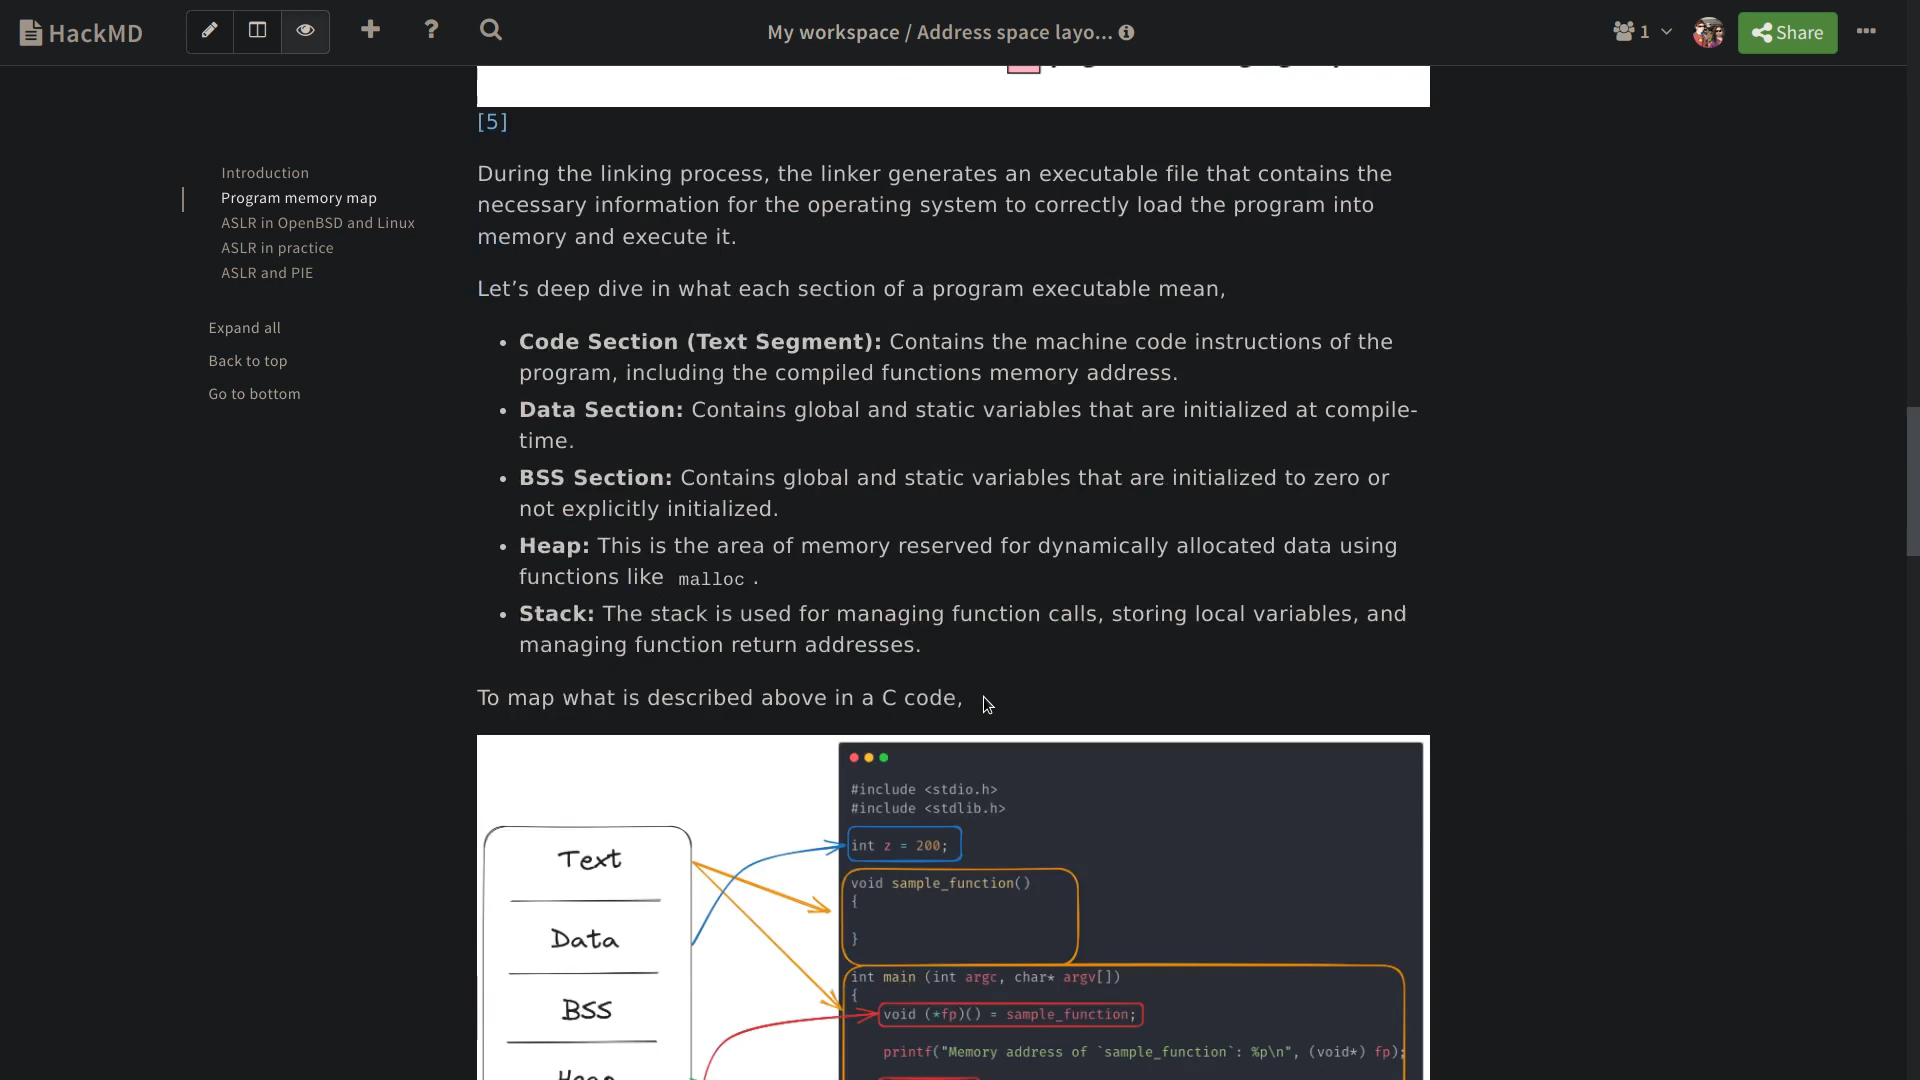 HackMD
My workspace / Address space layo...
1
Share
[5]
Introduction
Program memory map
ASLR in OpenBSD and Linux
ASLR in practice
ASLR and PIE
Expand all
Back to top
Go to bottom
During the linking process, the linker generates an executable file that contains the
necessary information for the operating system to correctly load the program into
memory and execute it.
Let’s deep dive in what each section of a program executable mean,
• Code Section (Text Segment): Contains the machine code instructions of the
program, including the compiled functions memory address.
• Data Section: Contains global and static variables that are initialized at compile-
time.
• BSS Section: Contains global and static variables that are initialized to zero or
not explicitly initialized.
• Heap: This is the area of memory reserved for dynamically allocated data using
functions like malloc .
• Stack: The stack is used for managing function calls, storing local variables, and
managing function return addresses.
To map what is described above in a C code,
Text
Data
BSS
Heap
#include <stdio.h>
#include <stdlib.h>
int z = 200;
void sample_function()
{
}
int main (int argc, char* argv[])
{
void (*fp)() = sample_function;
printf("Memory address of `sample_function`: %p\n", (void*) fp);